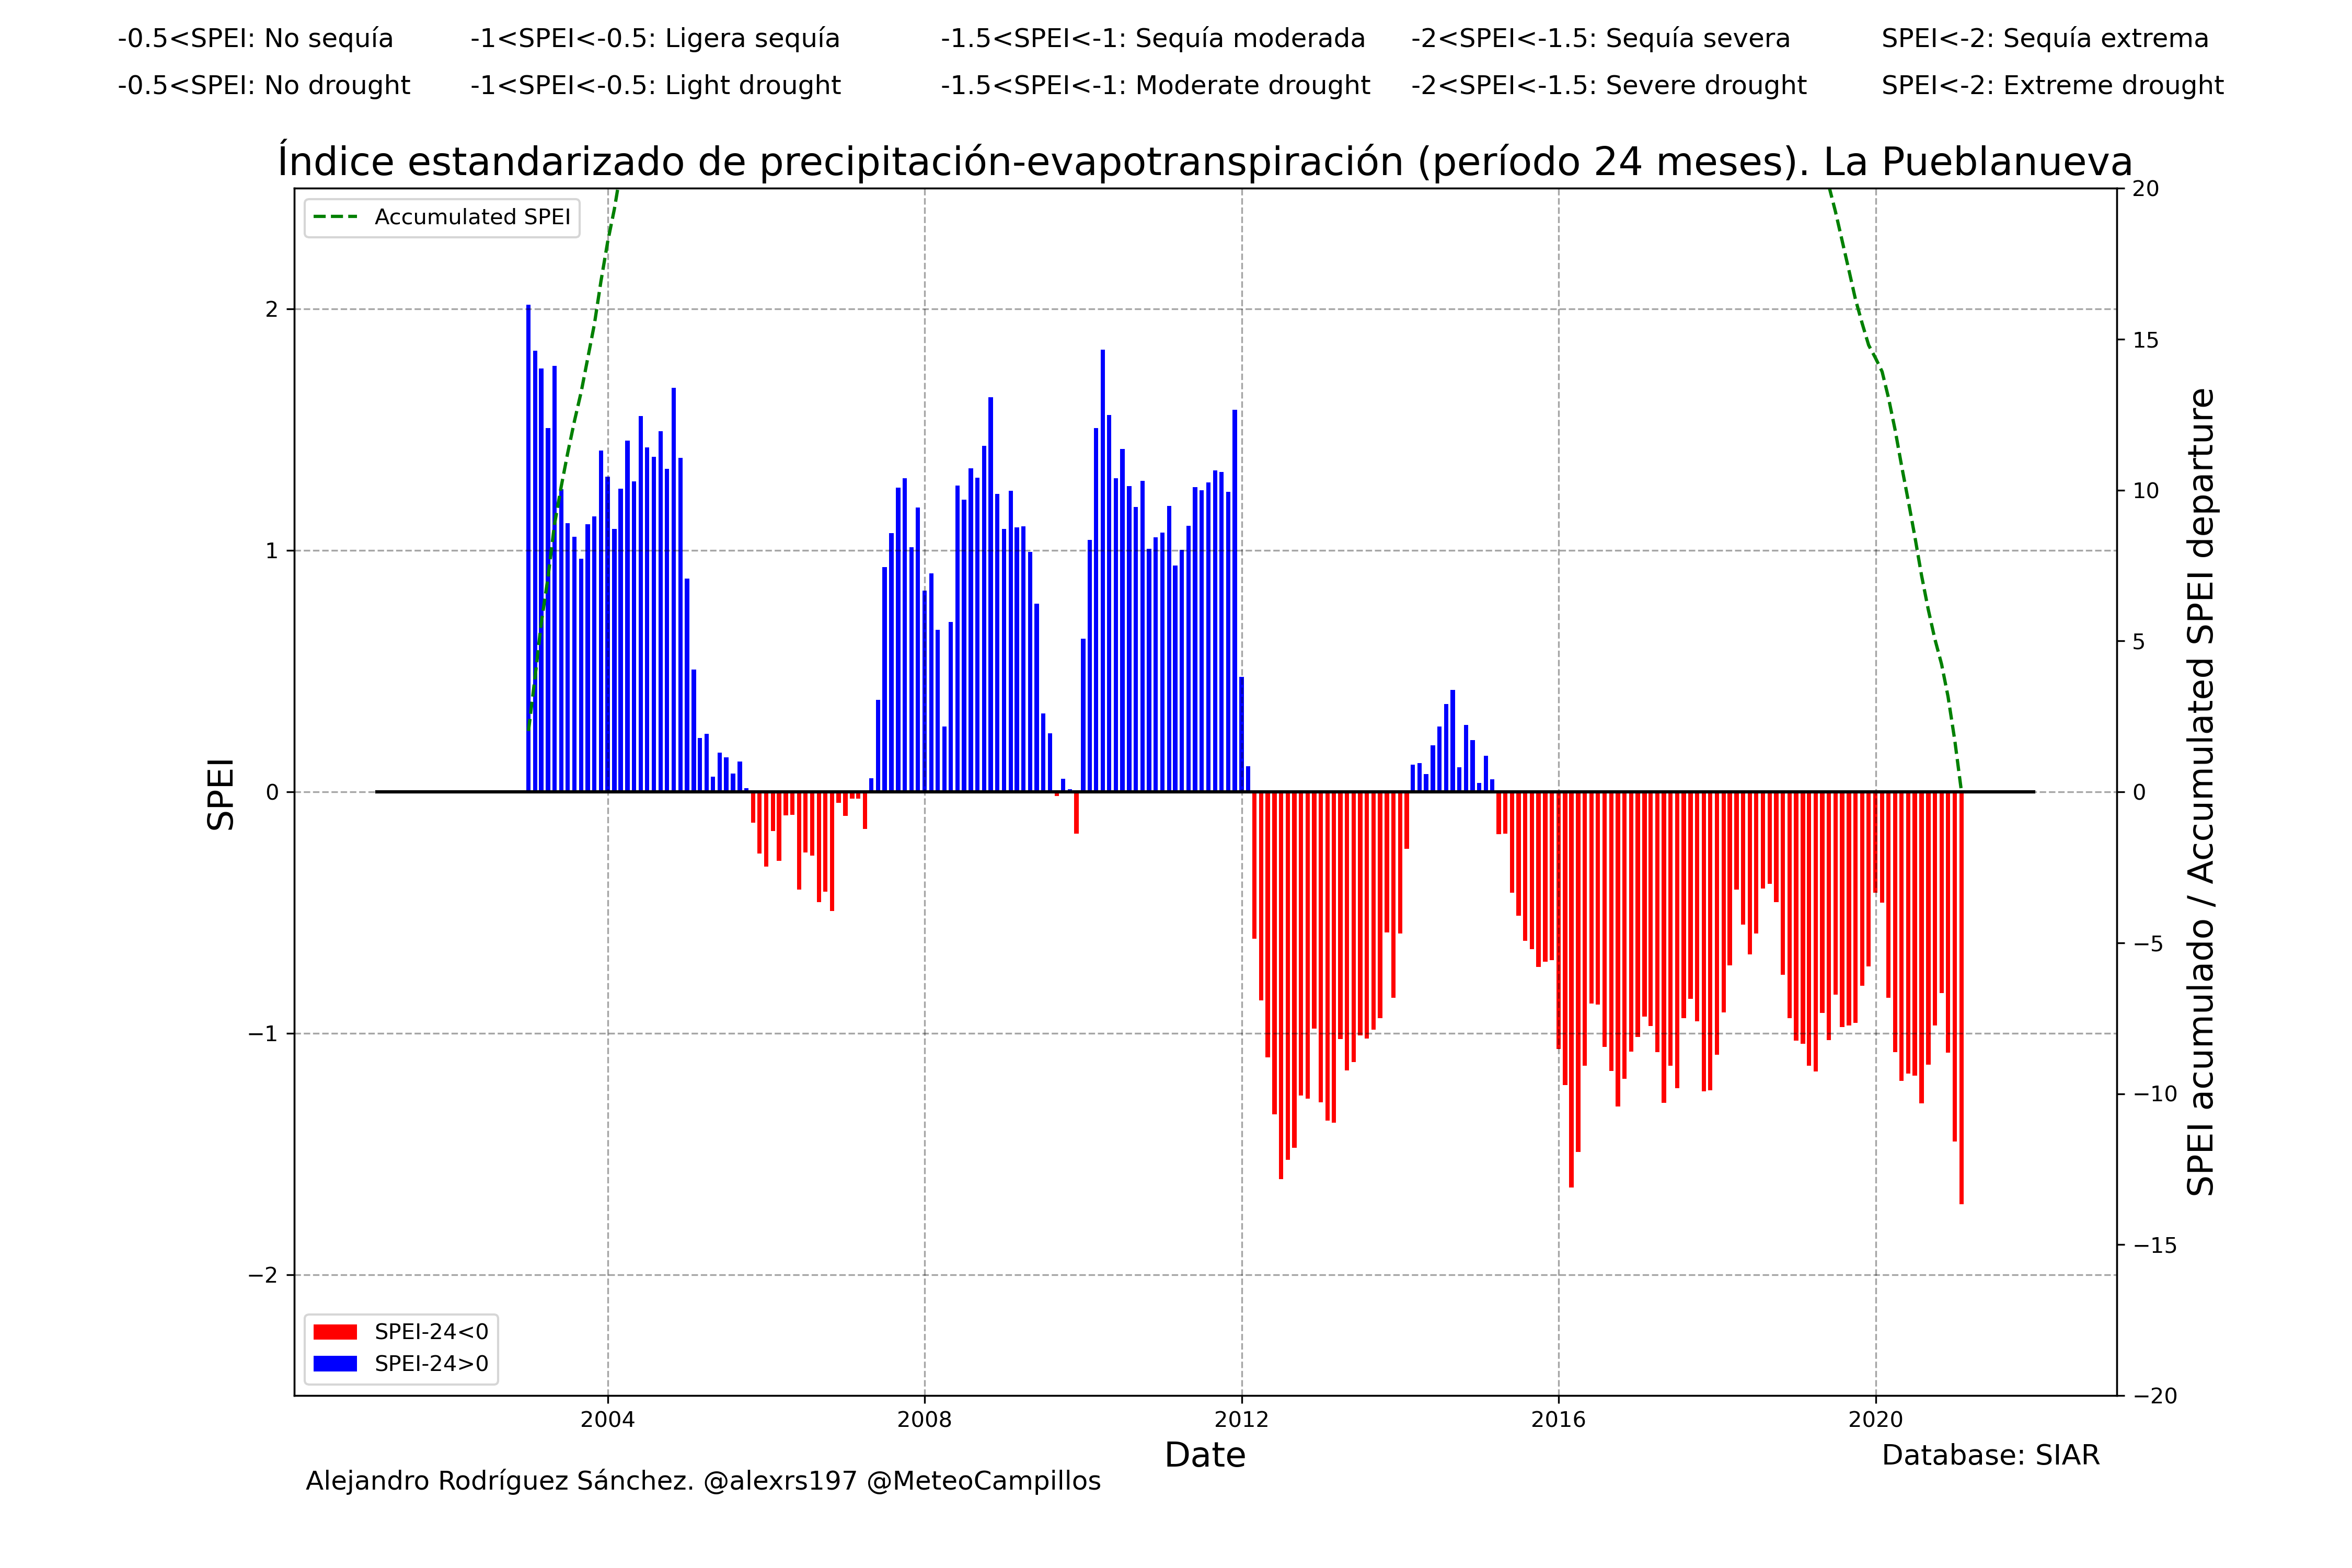 -0.5<SPEI: No sequía -1<SPEI<-0.5: Ligera sequía -1.5<SPEI<-1: Sequía moderada -2<SPEI<-1.5: Sequía severa SPEI<-2: Sequía extrema
-0.5<SPEI: No drought -1<SPEI<-0.5: Light drought -1.5<SPEI<-1: Moderate drought -2<SPEI<-1.5: Severe drought SPEI<-2: Extreme drought
Índice estandarizado de precipitación-evapotranspiración (período 24 meses). La Pueblanueva
Accumulated SPEI
SPEI
2
1
0
−1
−2
20
15
10
5
0
−5
−10
−15
−20
SPEI acumulado / Accumulated SPEI departure
SPEI-24<0
SPEI-24>0
2004 2008 2012 2016 2020
Date
Database: SIAR
Alejandro Rodríguez Sánchez. @alexrs197 @MeteoCampillos